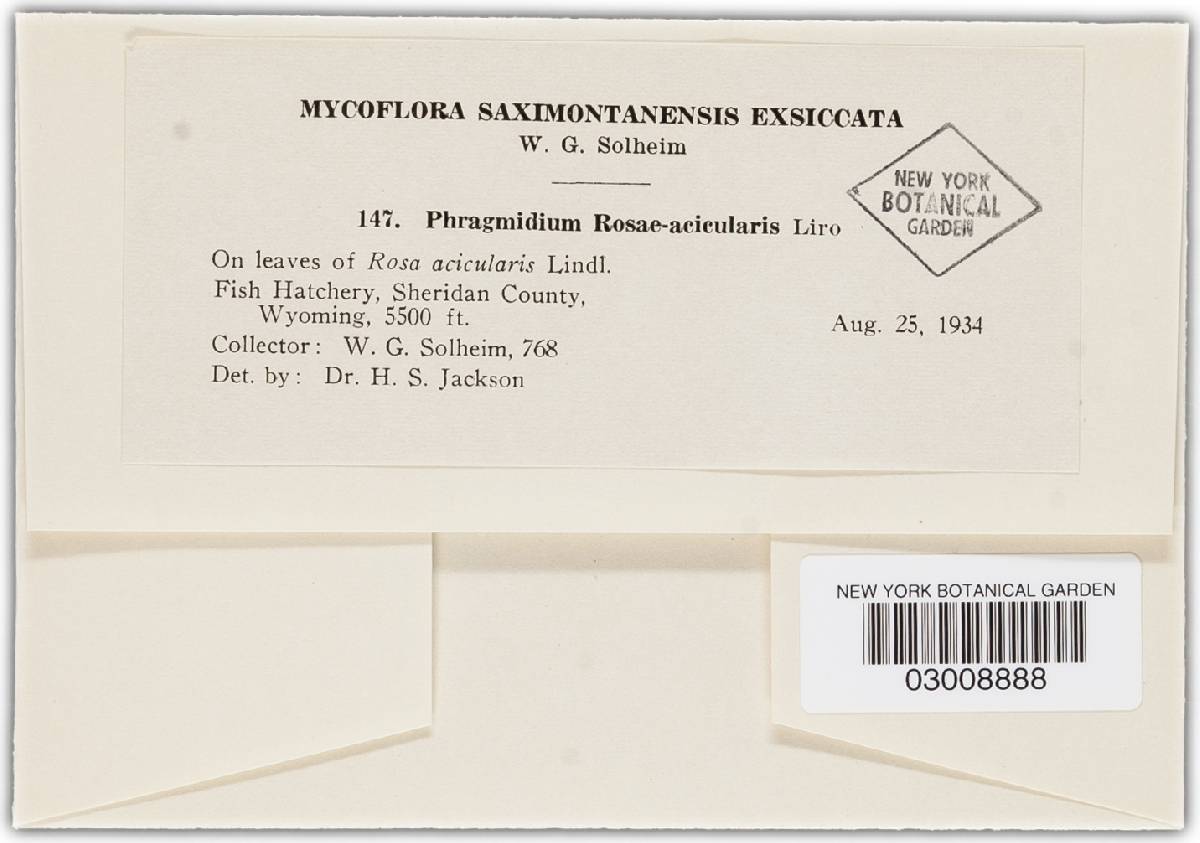 MYCOFLORA SAXIMONTANENSIS EXSICCATA
W. G. Solheim
NEW YORK
BOTANICAL
GARDEN
147. Phragmidium Rosae-acicularis Liro
On leaves of Rosa acicularis Lindl.
Fish Hatchery, Sheridan County,
Wyoming, 5500 ft.
Aug. 25, 1934
Collector: W. G. Solheim, 768
Det. by: Dr. H. S. Jackson
NEW YORK BOTANICAL GARDEN
03008888